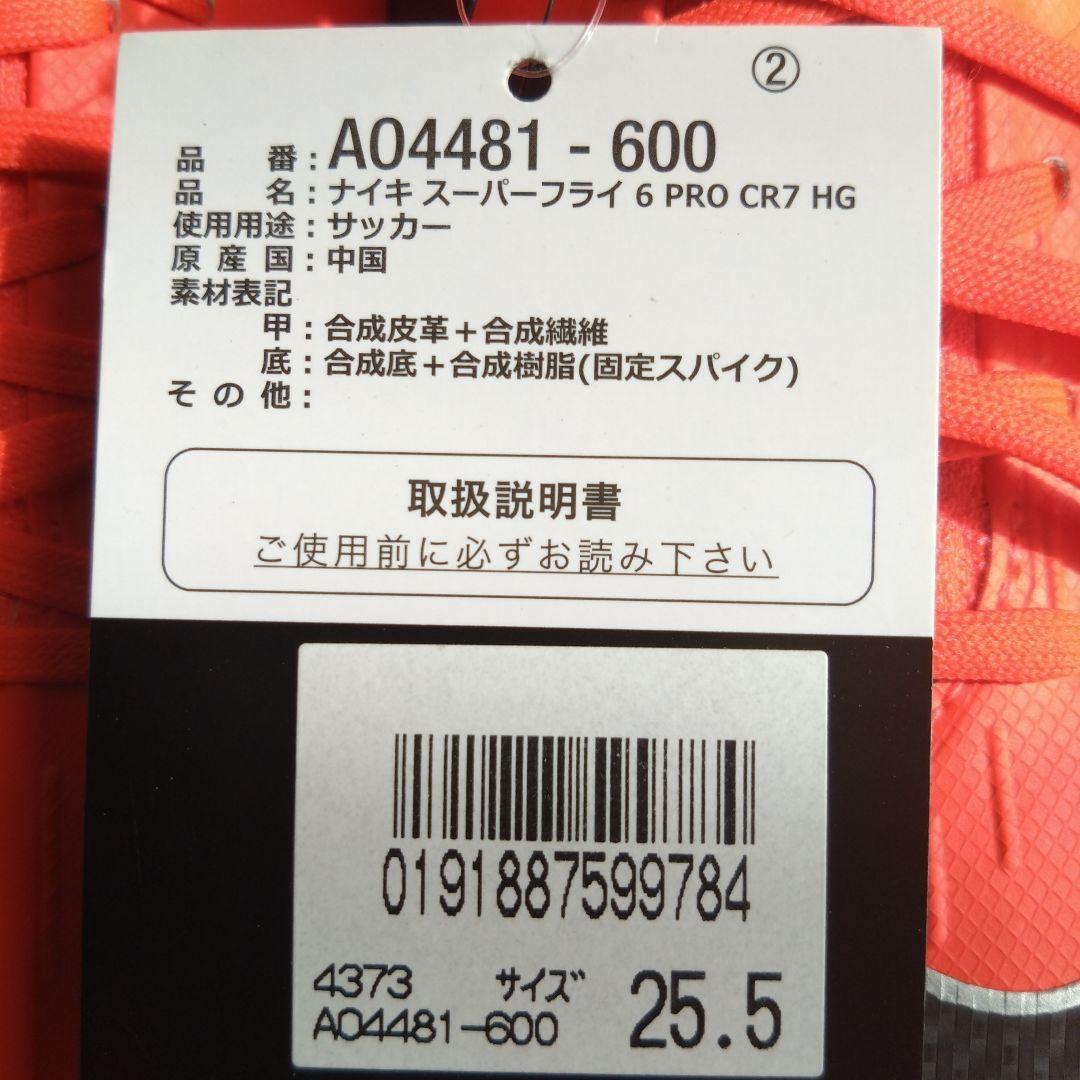 ②
品 番：AO4481 - 600
品 名：ナイキ スーパーフライ 6 PRO CR7 HG
使用用途：サッカー
原 産 国：中国
素材表記
甲：合成皮革＋合成繊維
底：合成底＋合成樹脂(固定スパイク)
そ の 他：
取扱説明書
ご使用前に必ずお読み下さい
0191887599784
4373 サイズ 25.5
AO4481-600